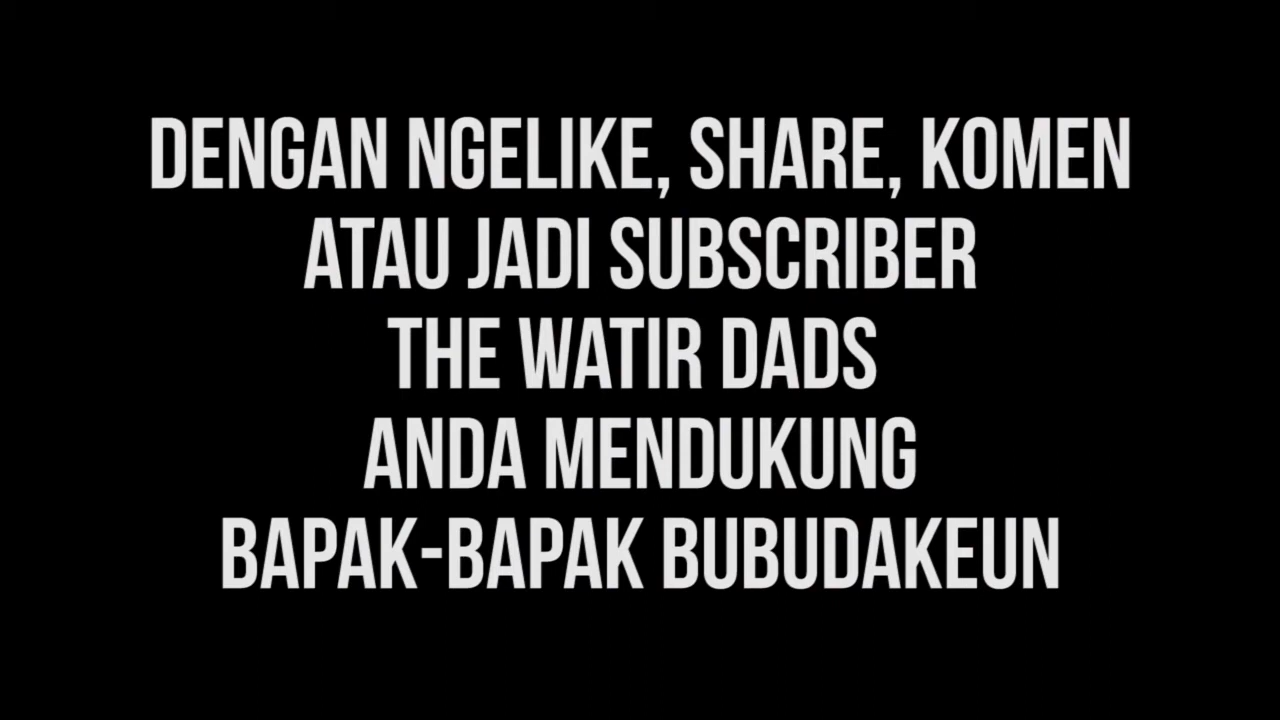 DENGAN NGELIKE, SHARE, KOMEN
ATAU JADI SUBSCRIBER
THE WATIR DADS
ANDA MENDUKUNG
BAPAK-BAPAK BUBUDAKEUN